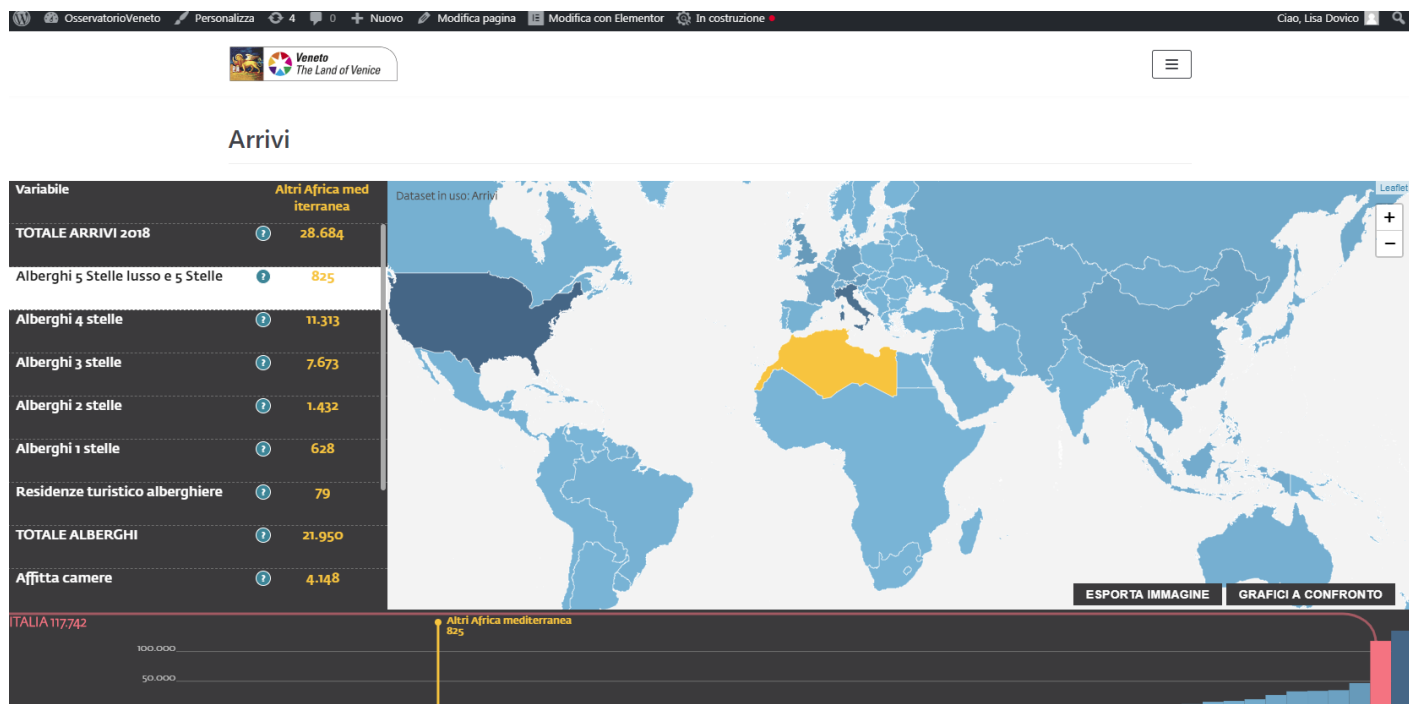 OsservatorioVeneto Personalizza 4 0 + Nuovo Modifica pagina Modifica con Elementor In costruzione Ciao, Lisa Dovico
Veneto
The Land of Venice
Arrivi
Variabile
Altri Africa med
iterranea
Dataset in uso: Arrivi
Leaflet
+
−
TOTALE ARRIVI 2018 ? 28.684
Alberghi 5 Stelle lusso e 5 Stelle ? 825
Alberghi 4 stelle ? 11.313
Alberghi 3 stelle ? 7.673
Alberghi 2 stelle ? 1.432
Alberghi 1 stelle ? 628
Residenze turistico alberghiere ? 79
TOTALE ALBERGHI ? 21.950
Affitta camere ? 4.148
ESPORTA IMMAGINE GRAFICI A CONFRONTO
ITALIA 117.742
Altri Africa mediterranea
825
100.000
50.000